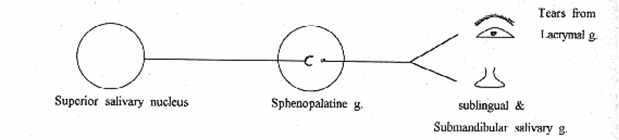 Tears from
Lacrymal g.
C
Superior salivary nucleus
Sphenopalatine g.
sublingual &
Submandibular salivary g.